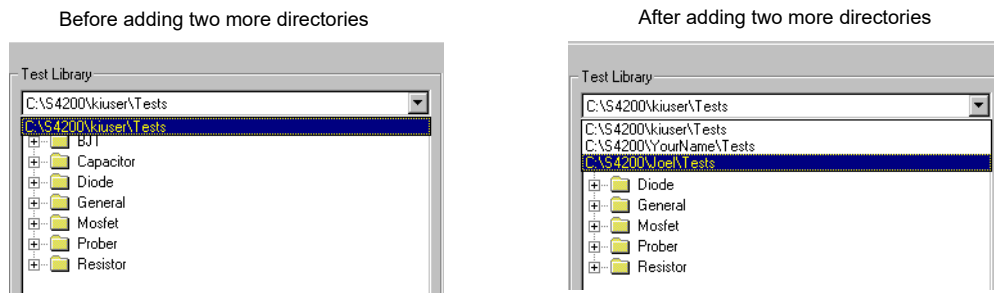 Before adding two more directories
Test Library
C:\S4200\kiuser\Tests
C:\S4200\kiuser\Tests
BJT
Capacitor
Diode
General
Mosfet
Prober
Resistor
After adding two more directories
Test Library
C:\S4200\kiuser\Tests
C:\S4200\kiuser\Tests
C:\S4200\YourName\Tests
C:\S4200\Joel\Tests
Diode
General
Mosfet
Prober
Resistor